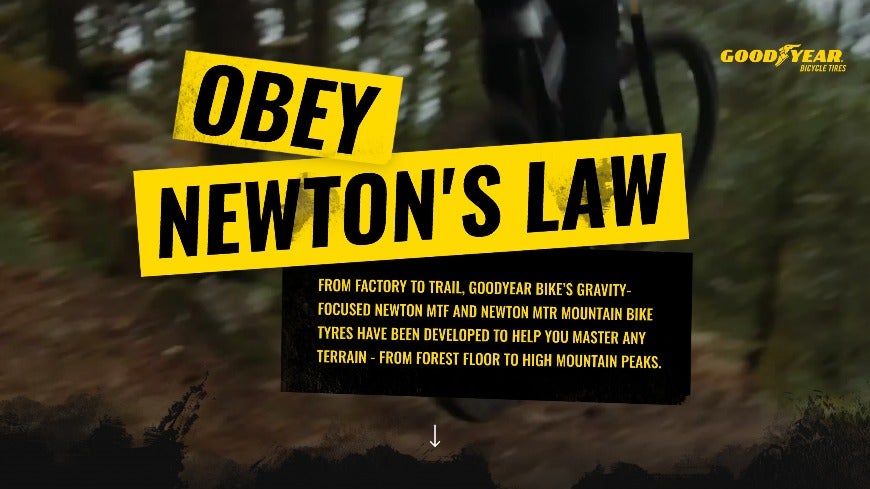 GOODYEAR
BICYCLE TIRES
OBEY
NEWTON'S LAW
FROM FACTORY TO TRAIL, GOODYEAR BIKE'S GRAVITY-
FOCUSED NEWTON MTF AND NEWTON MTR MOUNTAIN BIKE
TYRES HAVE BEEN DEVELOPED TO HELP YOU MASTER ANY
TERRAIN - FROM FOREST FLOOR TO HIGH MOUNTAIN PEAKS.